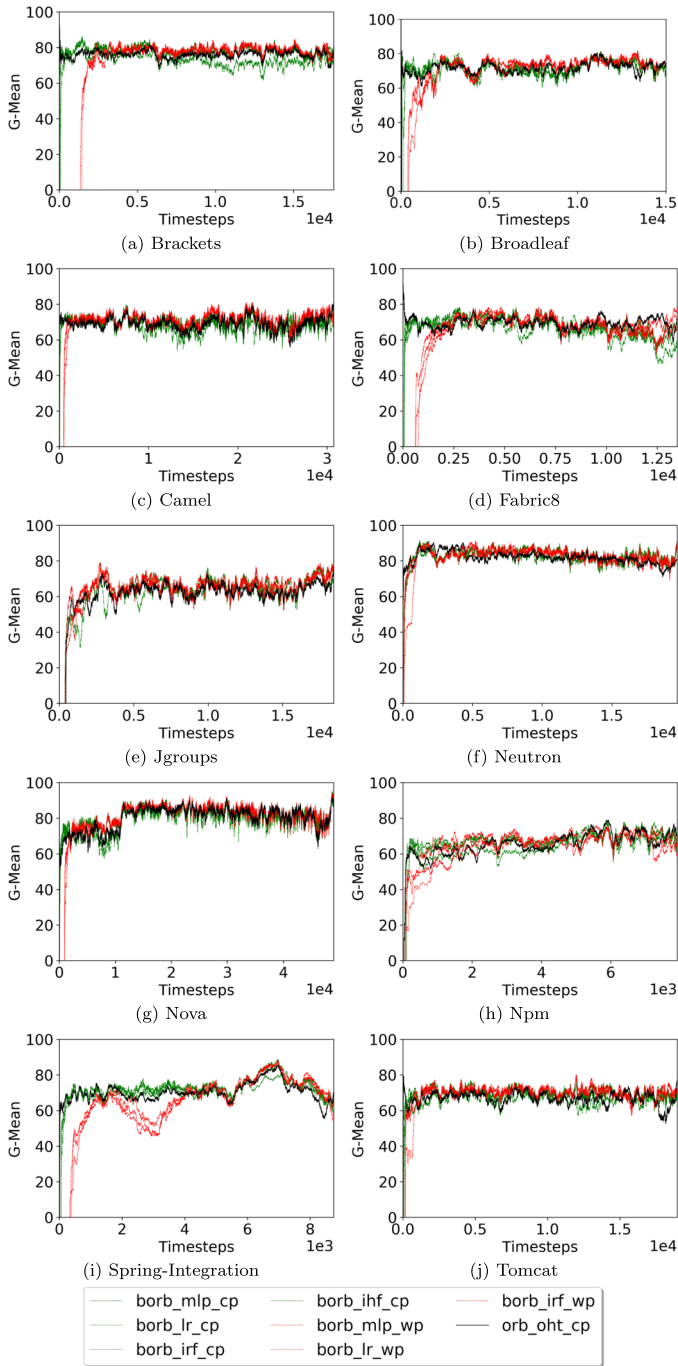 G-Mean
100
80
60
40
20
0
0.0 0.5 1.0 1.5
Timesteps 1e4
(a) Brackets
G-Mean
100
80
60
40
20
0
0.0 0.5 1.0 1.5
Timesteps 1e4
(b) Broadleaf
G-Mean
100
80
60
40
20
0
0 1 2 3
Timesteps 1e4
(c) Camel
G-Mean
100
80
60
40
20
0
0.00 0.25 0.50 0.75 1.00 1.25
Timesteps 1e4
(d) Fabric8
G-Mean
100
80
60
40
20
0
0.0 0.5 1.0 1.5
Timesteps 1e4
(e) Jgroups
G-Mean
100
80
60
40
20
0
0.0 0.5 1.0 1.5
Timesteps 1e4
(f) Neutron
G-Mean
100
80
60
40
20
0
0 1 2 3 4
Timesteps 1e4
(g) Nova
G-Mean
100
80
60
40
20
0
0 2 4 6
Timesteps 1e3
(h) Npm
G-Mean
100
80
60
40
20
0
0 2 4 6 8
Timesteps 1e3
(i) Spring-Integration
G-Mean
100
80
60
40
20
0
0.0 0.5 1.0 1.5
Timesteps 1e4
(j) Tomcat
borb_mlp_cp borb_ihf_cp borb_irf_wp
borb_lr_cp borb_mlp_wp orb_oht_cp
borb_irf_cp borb_lr_wp